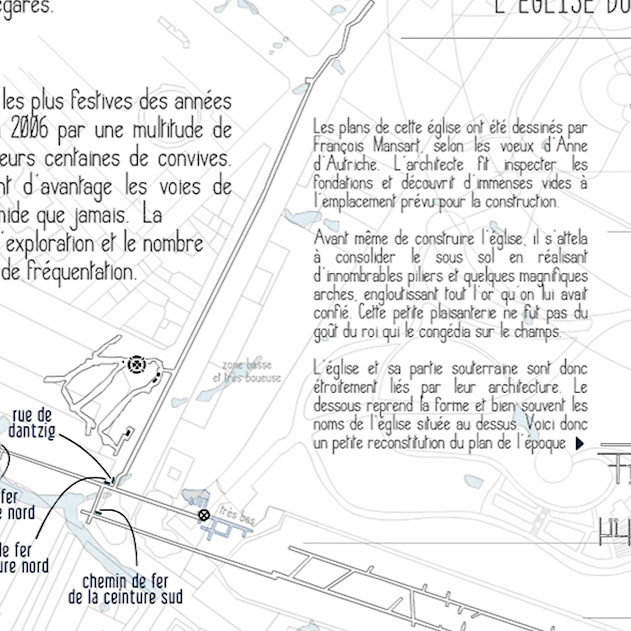 égarés.
L'ÉGLISE DU
les plus festives des années
2006 par une multitude de
eurs centaines de convives.
nt d'avantage les voies de
nide que jamais. La
'exploration et le nombre
de fréquentation.
Les plans de cette église ont été dessinés par
François Mansart, selon les voeux d'Anne
d'Autriche. L'architecte fit inspecter les
fondations et découvrit d'immenses vides à
l'emplacement prévu pour la construction.
Avant même de construire l'église, il s'attela
à consolider le sous sol en réalisant
d'innombrables piliers et quelques magnifiques
arches, engloutissant tout l'or qu'on lui avait
confié. Cette petite plaisanterie ne fut pas du
goût du roi qui le congédia sur le champs.
L'église et sa partie souterraine sont donc
étroitement liés par leur architecture. Le
dessous reprend la forme et bien souvent les
noms de l'église située au dessus. Voici donc
un petite reconstitution du plan de l'époque
zone basse
et très boueuse
rue de
dantzig
fer
e nord
de fer
ure nord
très bas
chemin de fer
de la ceinture sud